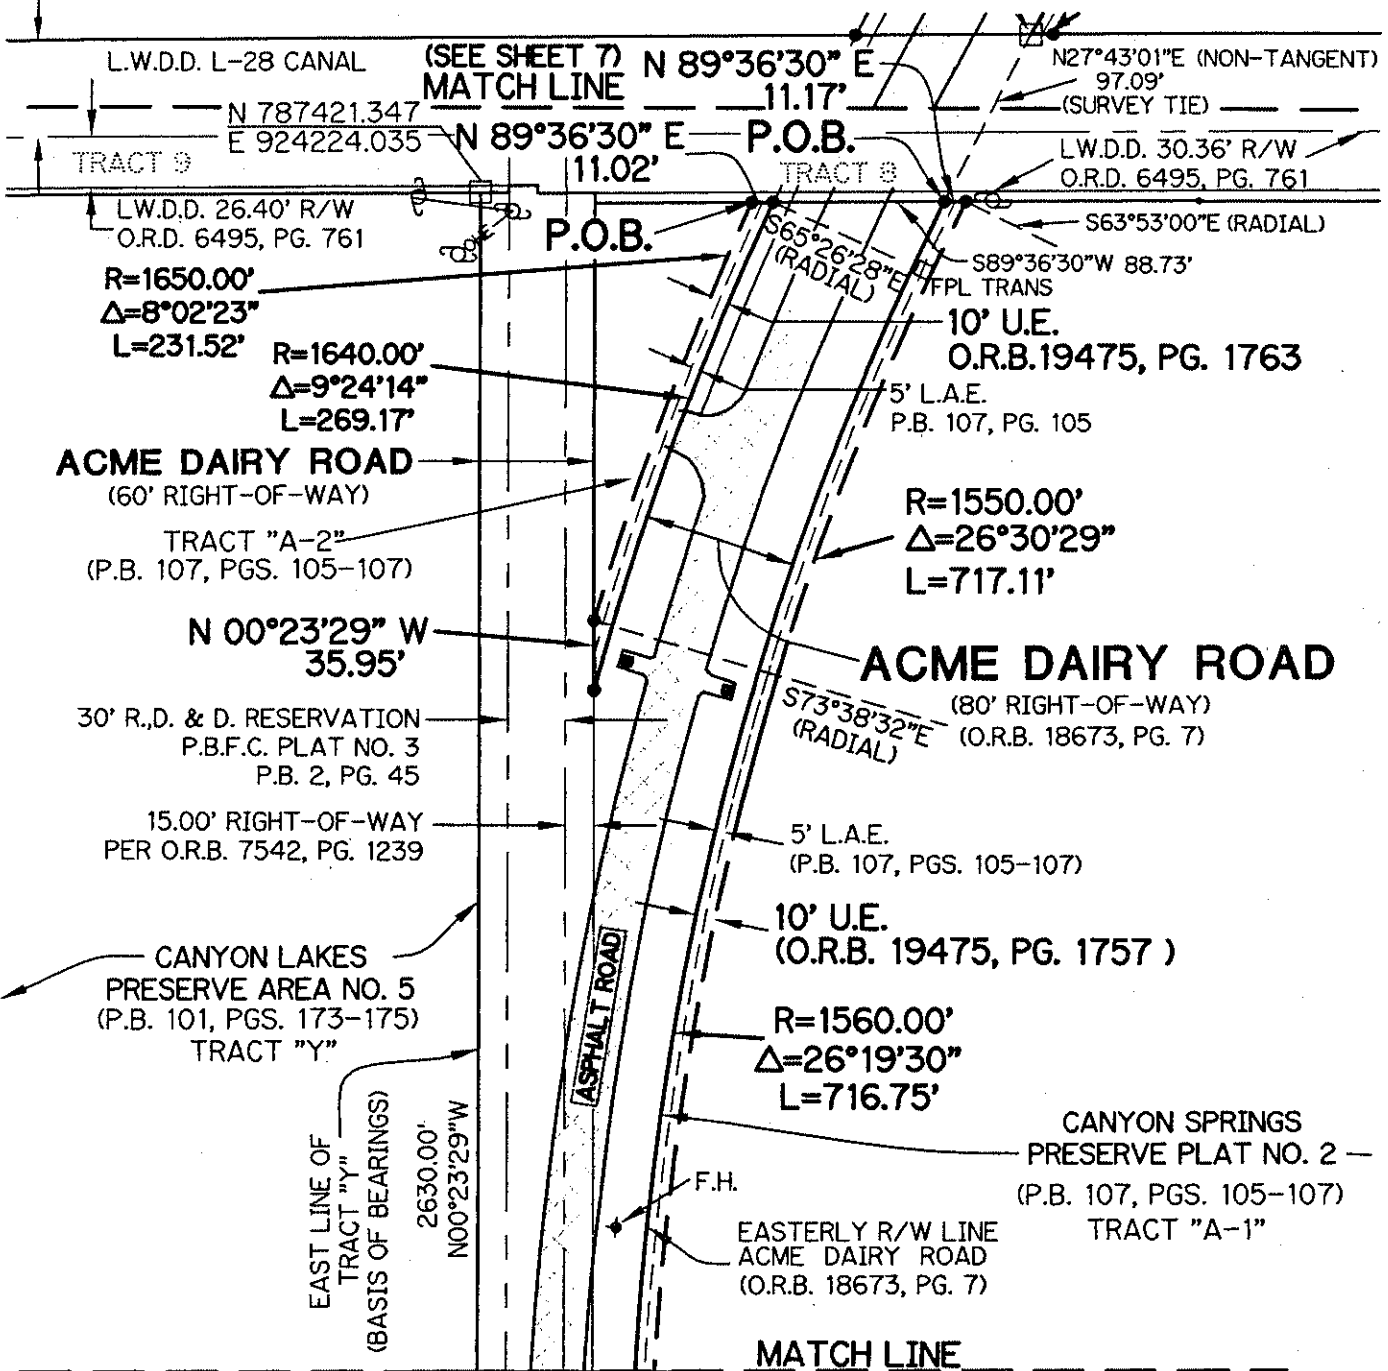 L.W.D.D. L-28 CANAL
(SEE SHEET 7)
MATCH LINE
N 89°36'30" E
11.17'
N27°43'01"E (NON-TANGENT)
97.09'
(SURVEY TIE)
N 787421.347
E 924224.035
N 89°36'30" E
11.02'
P.O.B.
TRACT 9
TRACT 8
L.W.D.D. 30.36' R/W
O.R.D. 6495, PG. 761
L.W.D.D. 26.40' R/W
O.R.D. 6495, PG. 761
P.O.B.
S65°26'28"E
(RADIAL)
S63°53'00"E (RADIAL)
S89°36'30"W 88.73'
FPL TRANS
R=1650.00'
Δ=8°02'23"
L=231.52'
10' U.E.
O.R.B.19475, PG. 1763
R=1640.00'
Δ=9°24'14"
L=269.17'
5' L.A.E.
P.B. 107, PG. 105
ACME DAIRY ROAD
(60' RIGHT-OF-WAY)
TRACT "A-2"
(P.B. 107, PGS. 105-107)
R=1550.00'
Δ=26°30'29"
L=717.11'
N 00°23'29" W
35.95'
ACME DAIRY ROAD
(80' RIGHT-OF-WAY)
(O.R.B. 18673, PG. 7)
S73°38'32"E
(RADIAL)
30' R.,D. & D. RESERVATION
P.B.F.C. PLAT NO. 3
P.B. 2, PG. 45
15.00' RIGHT-OF-WAY
PER O.R.B. 7542, PG. 1239
5' L.A.E.
(P.B. 107, PGS. 105-107)
10' U.E.
(O.R.B. 19475, PG. 1757 )
CANYON LAKES
PRESERVE AREA NO. 5
(P.B. 101, PGS. 173-175)
TRACT "Y"
ASPHALT ROAD
R=1560.00'
Δ=26°19'30"
L=716.75'
EAST LINE OF
TRACT "Y"
(BASIS OF BEARINGS)
2630.00'
N00°23'29"W
CANYON SPRINGS
PRESERVE PLAT NO. 2
(P.B. 107, PGS. 105-107)
TRACT "A-1"
F.H.
EASTERLY R/W LINE
ACME DAIRY ROAD
(O.R.B. 18673, PG. 7)
MATCH LINE